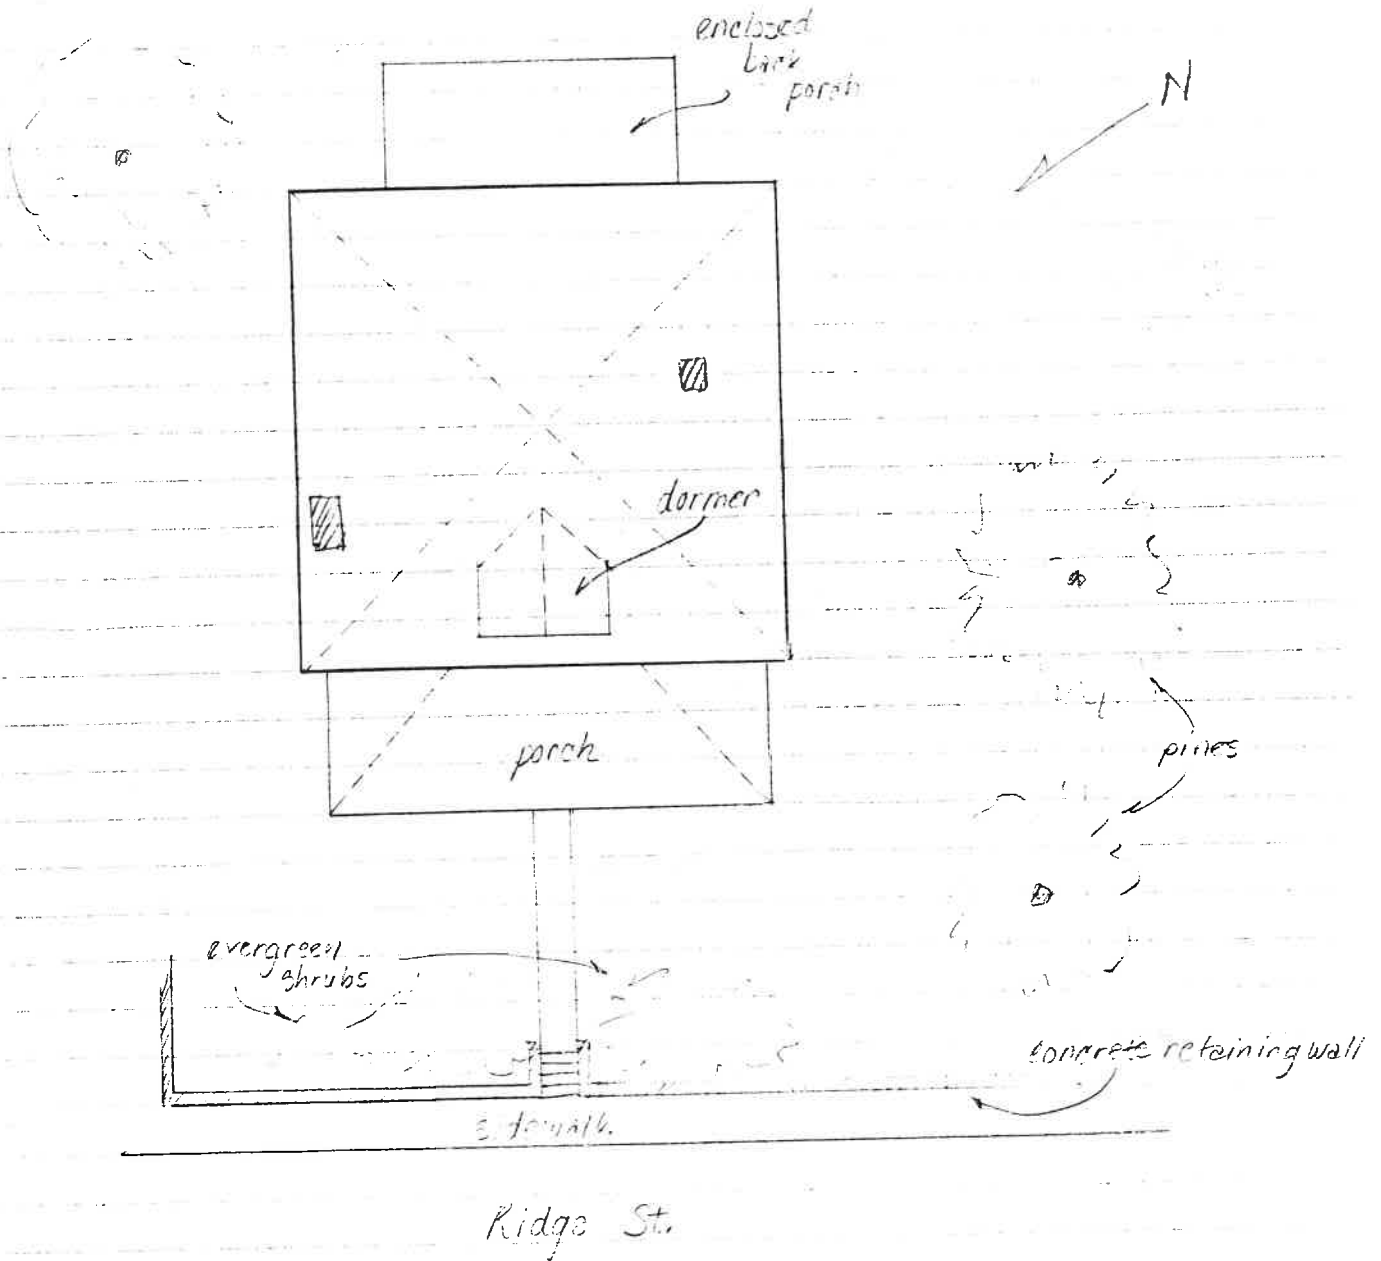 enclosed
back
porch
N
dormer
porch
pines
evergreen
shrubs
concrete retaining wall
sidewalk
Ridge St.